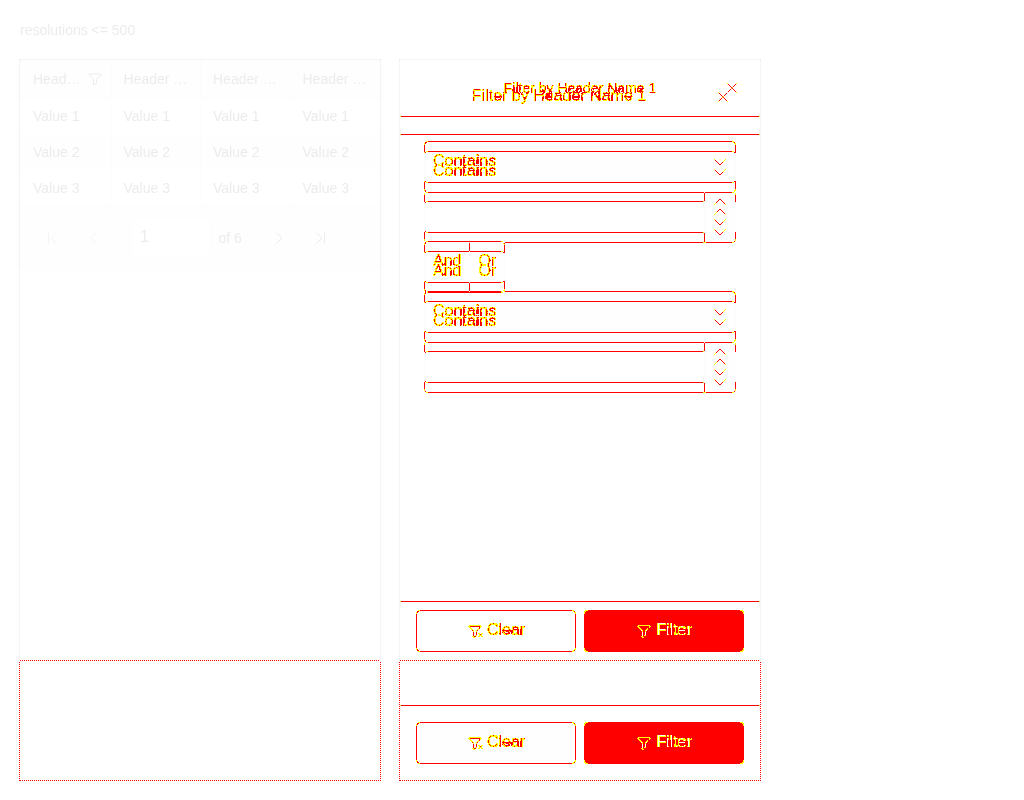 resolutions <= 500
Head... Header ... Header ... Header ...
Value 1 Value 1 Value 1 Value 1
Value 2 Value 2 Value 2 Value 2
Value 3 Value 3 Value 3 Value 3
1 of 6
Filter by Header Name 1
Filter by Header Name 1
Contains
Contains
And Or
And Or
Contains
Contains
Clear Filter
Clear Filter